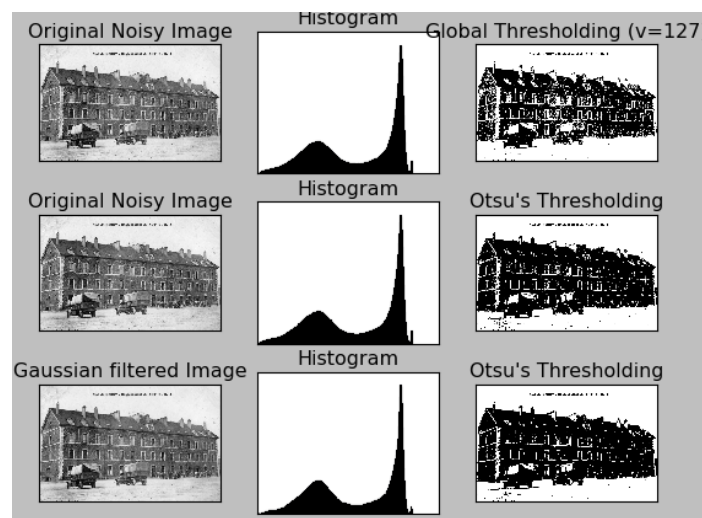 Original Noisy Image
Histogram
Global Thresholding (v=127
Original Noisy Image
Histogram
Otsu's Thresholding
Gaussian filtered Image
Histogram
Otsu's Thresholding